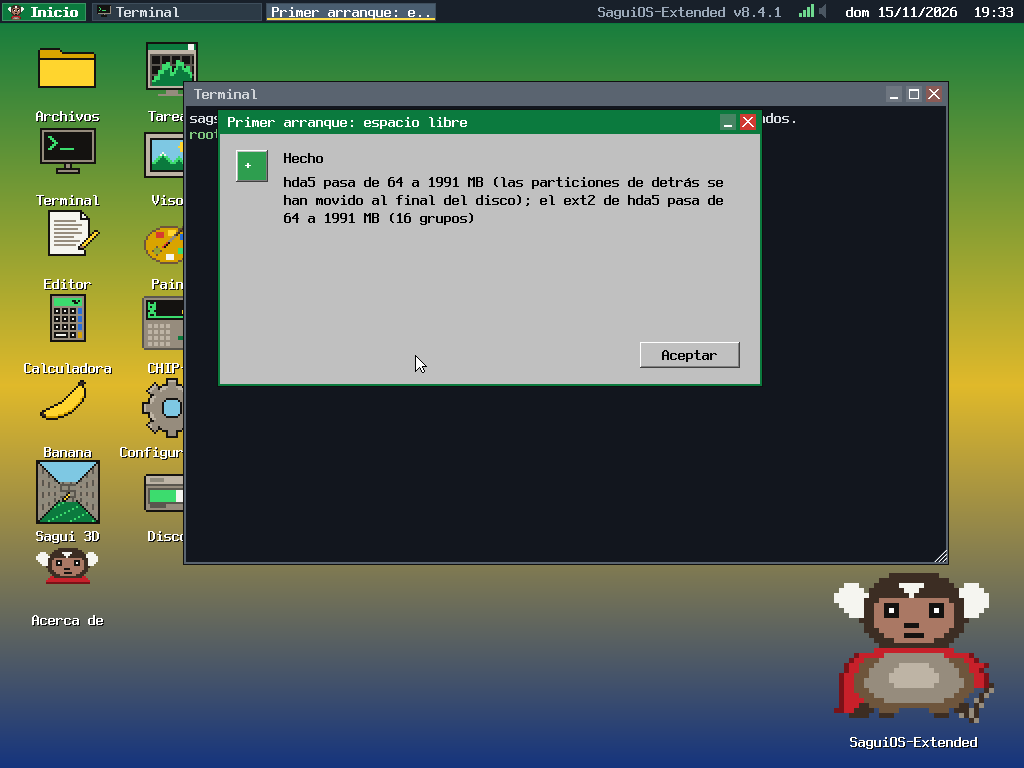 Inicio
Terminal
Primer arranque: e..
SaguiOS-Extended v8.4.1
dom 15/11/2026
19:33
Archivos
Terminal
Editor
Calculadora
CHIP-
Banana
Sagui 3D
Acerca de
Terminal
Primer arranque: espacio libre
Hecho
hda5 pasa de 64 a 1991 MB (las particiones de detrás se
han movido al final del disco); el ext2 de hda5 pasa de
64 a 1991 MB (16 grupos)
Aceptar
SaguiOS-Extended